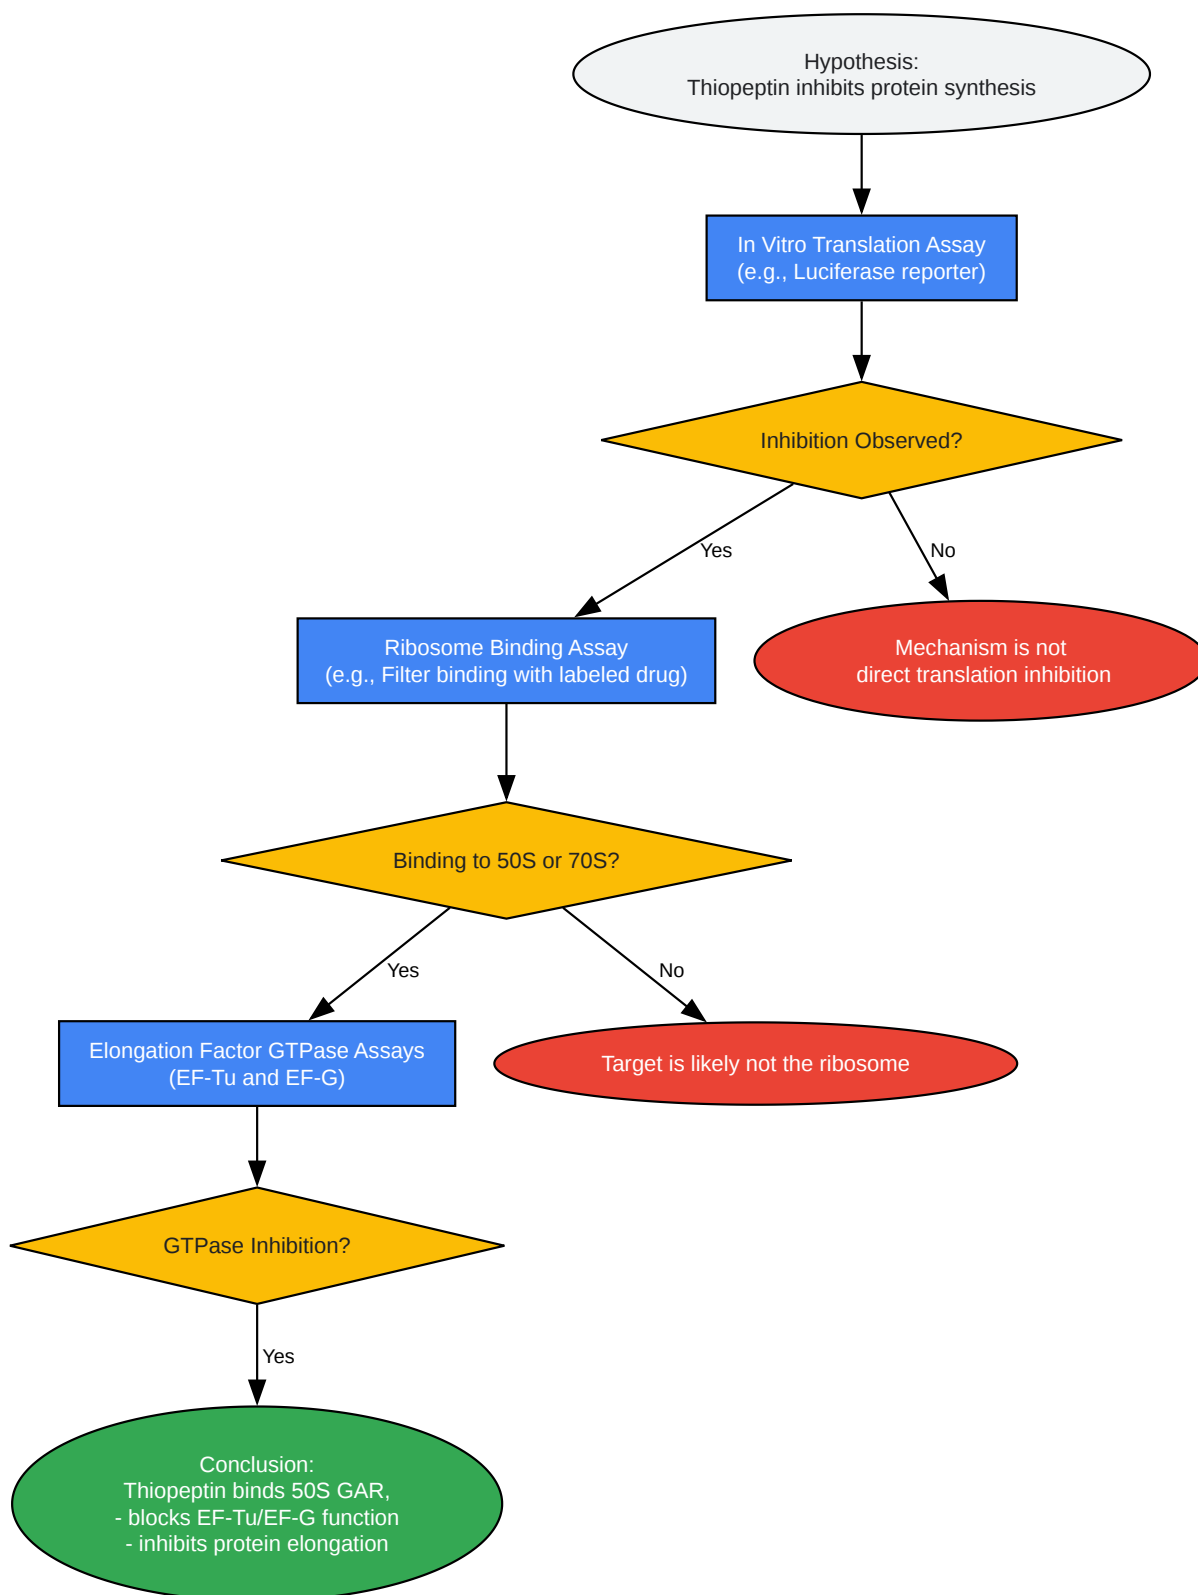 Hypothesis:
Thiopeptin inhibits protein synthesis
In Vitro Translation Assay
(e.g., Luciferase reporter)
Inhibition Observed?
Yes
No
Ribosome Binding Assay
(e.g., Filter binding with labeled drug)
Mechanism is not
direct translation inhibition
Binding to 50S or 70S?
Yes
No
Elongation Factor GTPase Assays
(EF-Tu and EF-G)
Target is likely not the ribosome
GTPase Inhibition?
Yes
Conclusion:
Thiopeptin binds 50S GAR,
- blocks EF-Tu/EF-G function
- inhibits protein elongation